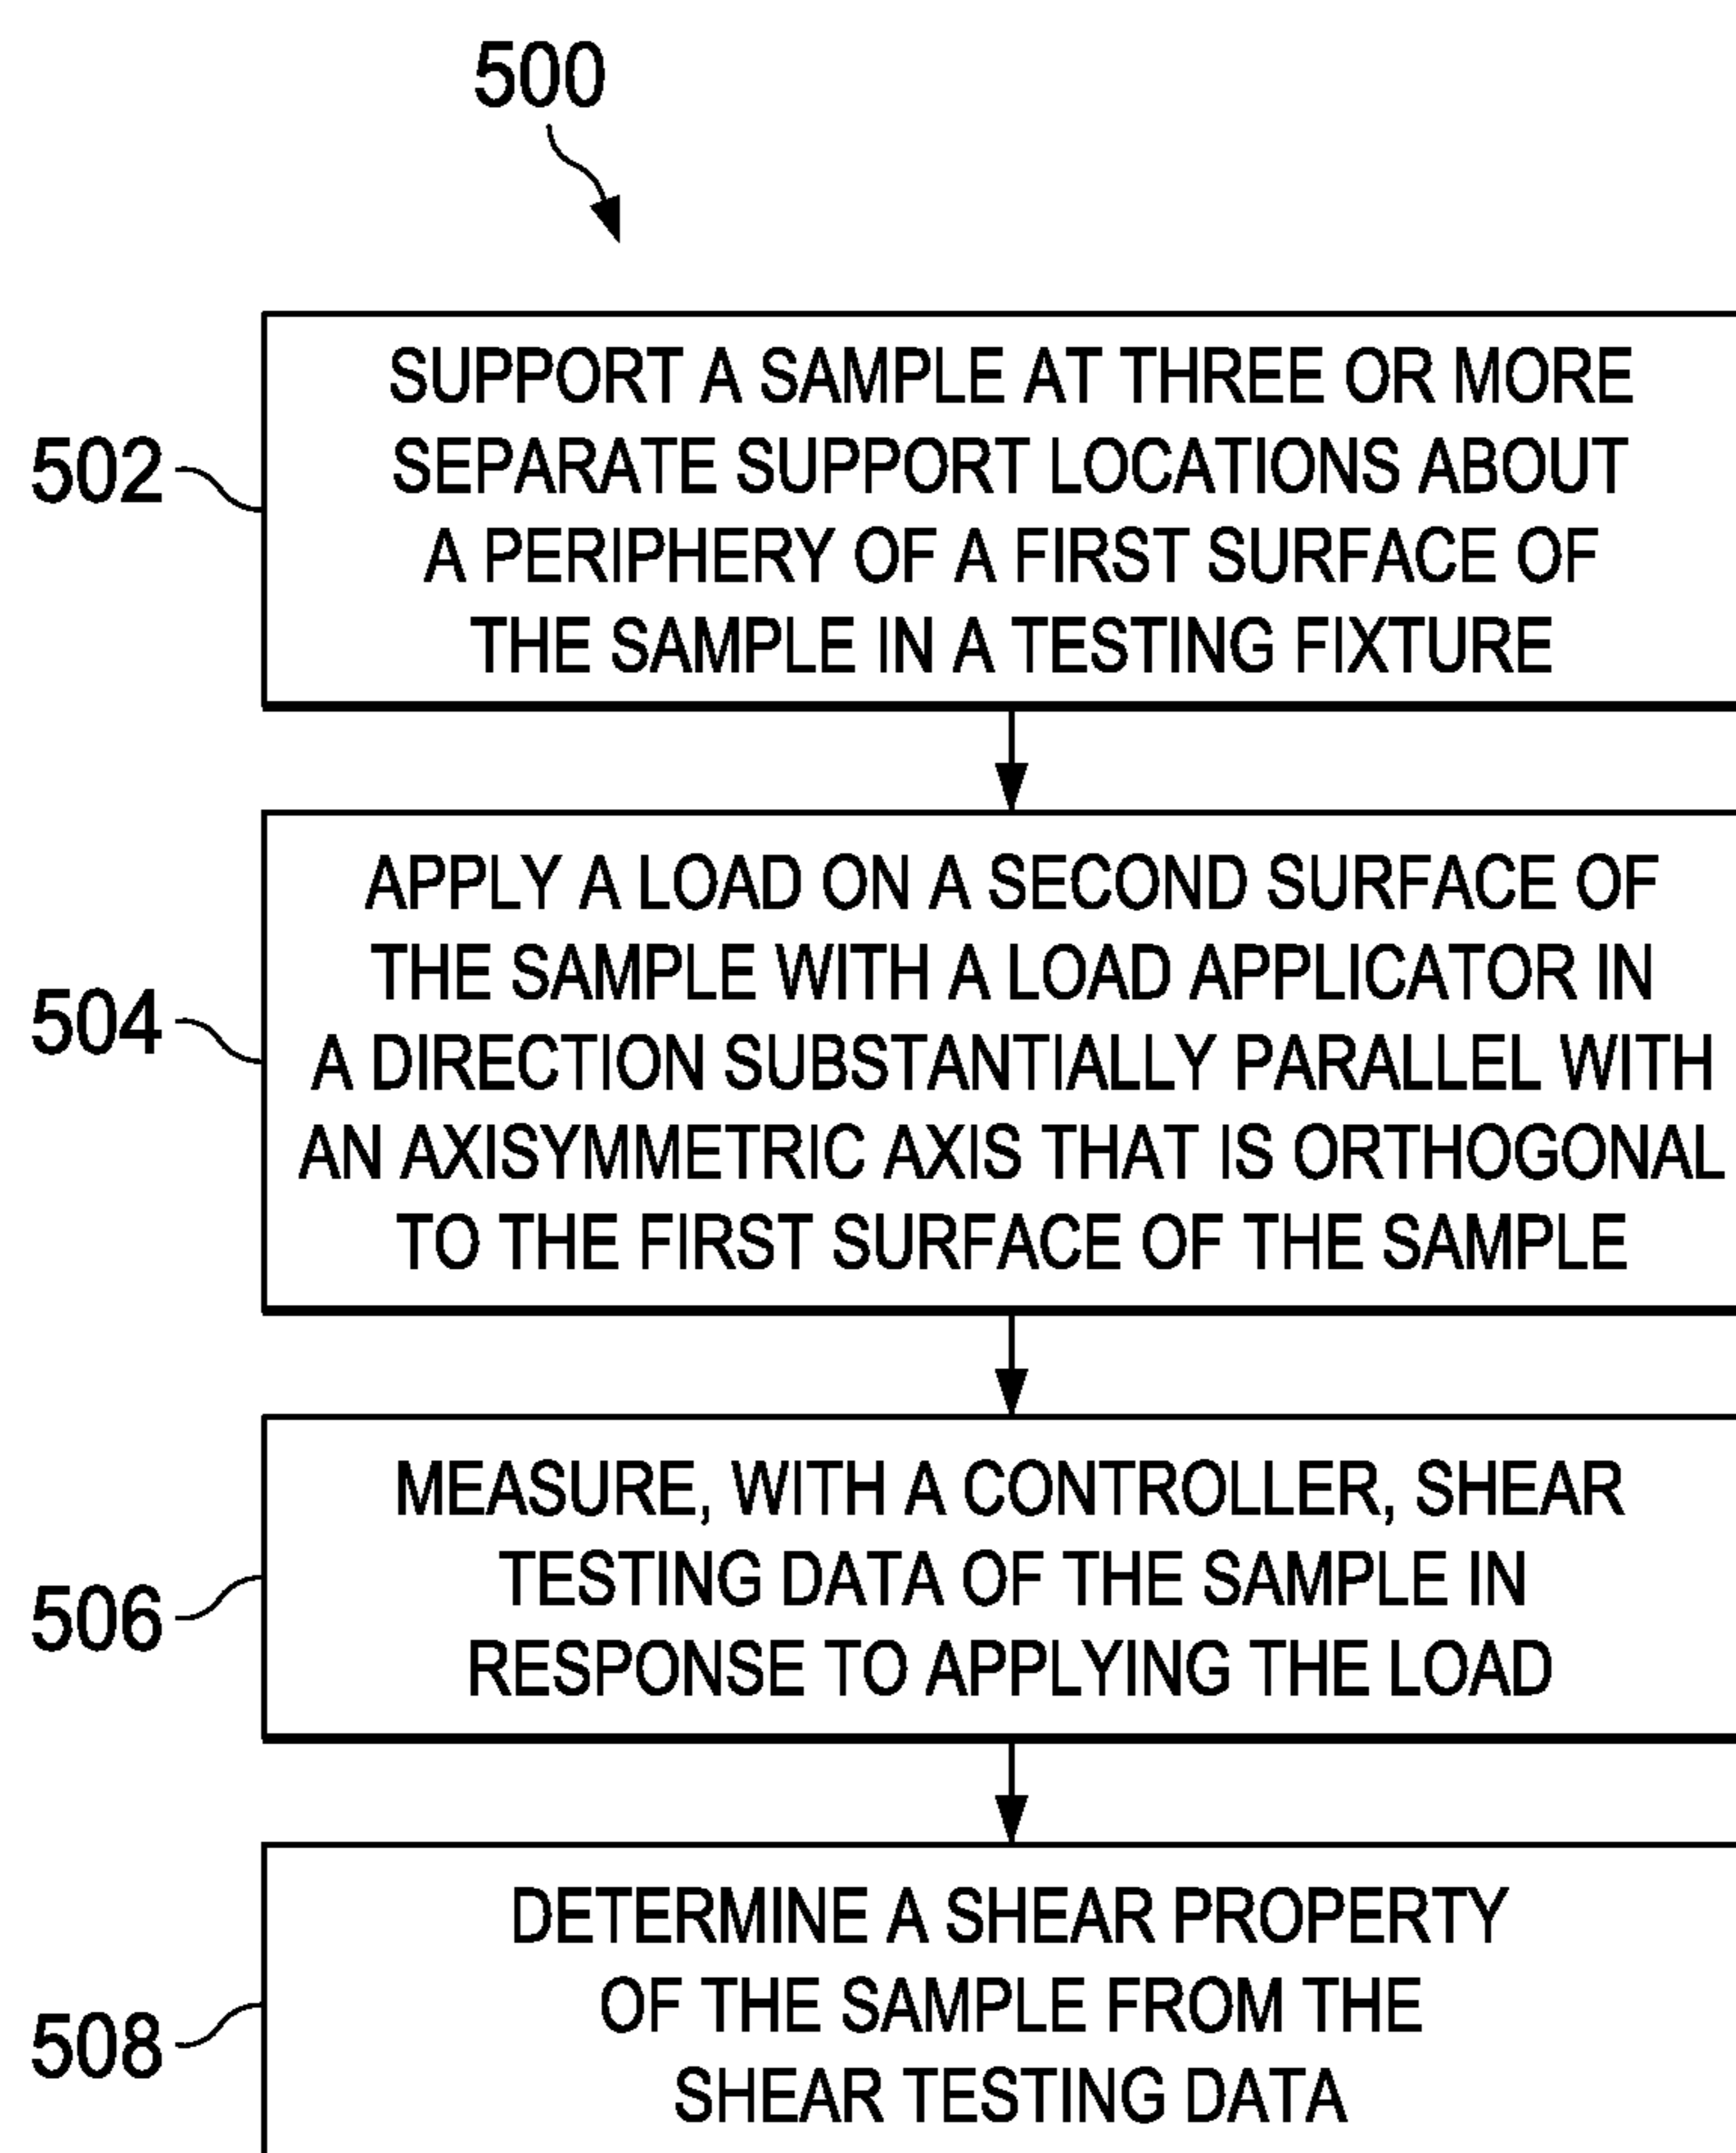 500
502
SUPPORT A SAMPLE AT THREE OR MORE
SEPARATE SUPPORT LOCATIONS ABOUT
A PERIPHERY OF A FIRST SURFACE OF
THE SAMPLE IN A TESTING FIXTURE
504
APPLY A LOAD ON A SECOND SURFACE OF
THE SAMPLE WITH A LOAD APPLICATOR IN
A DIRECTION SUBSTANTIALLY PARALLEL WITH
AN AXISYMMETRIC AXIS THAT IS ORTHOGONAL
TO THE FIRST SURFACE OF THE SAMPLE
506
MEASURE, WITH A CONTROLLER, SHEAR
TESTING DATA OF THE SAMPLE IN
RESPONSE TO APPLYING THE LOAD
508
DETERMINE A SHEAR PROPERTY
OF THE SAMPLE FROM THE
SHEAR TESTING DATA